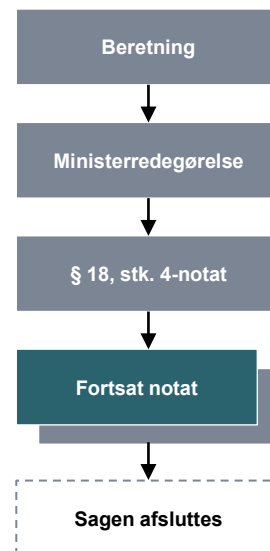 Beretning
Ministerredegørelse
§ 18, stk. 4-notat
Fortsat notat
Sagen afsluttes